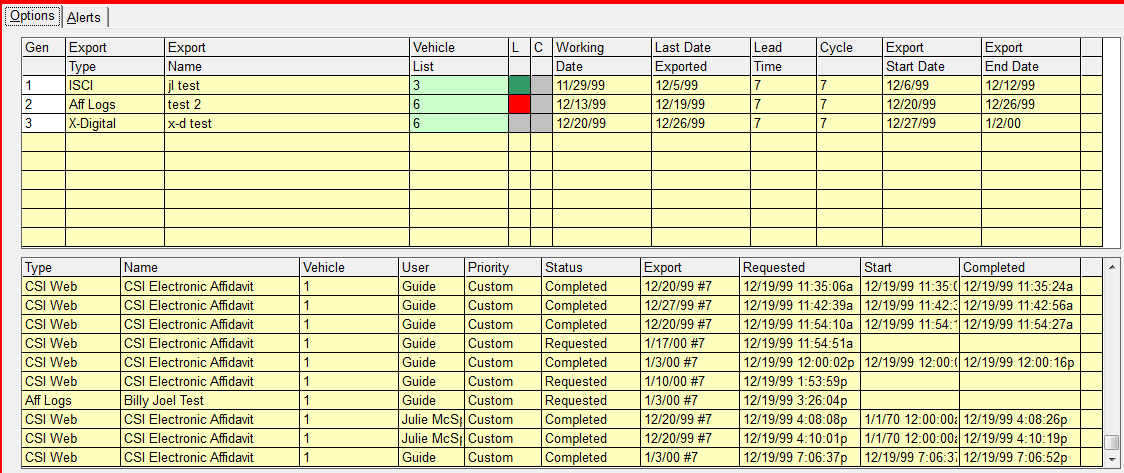 Options Alerts
Gen Export Export Vehicle L C Working Last Date Lead Cycle Export Export
Type Name List Date Exported Time Start Date End Date
1 ISCI jl test 3 11/29/99 12/5/99 7 7 12/6/99 12/12/99
2 Aff Logs test 2 6 12/13/99 12/19/99 7 7 12/20/99 12/26/99
3 X-Digital x-d test 6 12/20/99 12/26/99 7 7 12/27/99 1/2/00
Type Name Vehicle User Priority Status Export Requested Start Completed
CSI Web CSI Electronic Affidavit 1 Guide Custom Completed 12/20/99 #7 12/19/99 11:35:06a 12/19/99 11:35:0 12/19/99 11:35:24a
CSI Web CSI Electronic Affidavit 1 Guide Custom Completed 12/27/99 #7 12/19/99 11:42:39a 12/19/99 11:42:3 12/19/99 11:42:56a
CSI Web CSI Electronic Affidavit 1 Guide Custom Completed 12/20/99 #7 12/19/99 11:54:10a 12/19/99 11:54:1 12/19/99 11:54:27a
CSI Web CSI Electronic Affidavit 1 Guide Custom Requested 1/17/00 #7 12/19/99 11:54:51a
CSI Web CSI Electronic Affidavit 1 Guide Custom Completed 1/3/00 #7 12/19/99 12:00:02p 12/19/99 12:00:0 12/19/99 12:00:16p
CSI Web CSI Electronic Affidavit 1 Guide Custom Requested 1/10/00 #7 12/19/99 1:53:59p
Aff Logs Billy Joel Test 1 Guide Custom Requested 1/3/00 #7 12/19/99 3:26:04p
CSI Web CSI Electronic Affidavit 1 Julie McSp Custom Completed 12/20/99 #7 12/19/99 4:08:08p 1/1/70 12:00:00a 12/19/99 4:08:26p
CSI Web CSI Electronic Affidavit 1 Julie McSp Custom Completed 12/20/99 #7 12/19/99 4:10:01p 1/1/70 12:00:00a 12/19/99 4:10:19p
CSI Web CSI Electronic Affidavit 1 Guide Custom Completed 1/3/00 #7 12/19/99 7:06:37p 12/19/99 7:06:37 12/19/99 7:06:52p